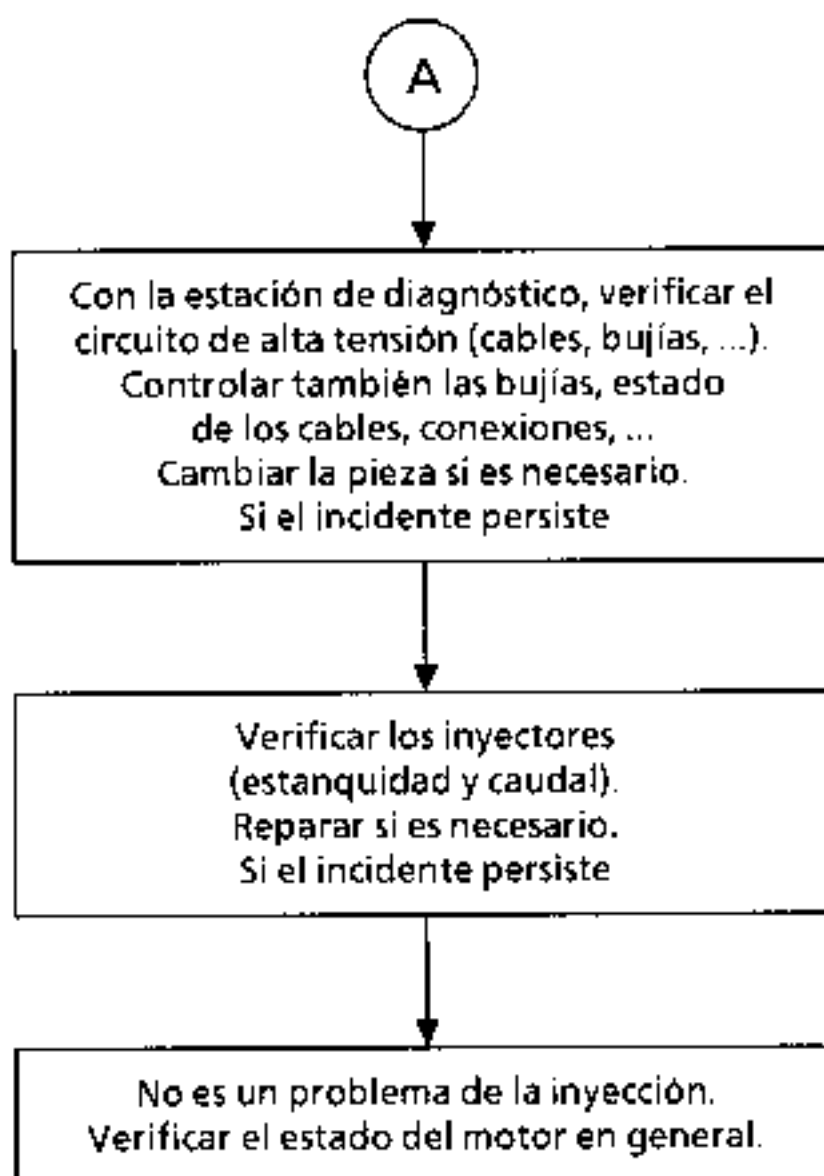 A
Con la estación de diagnóstico, verificar el
circuito de alta tensión (cables, bujías, ...).
Controlar también las bujías, estado
de los cables, conexiones, ...
Cambiar la pieza si es necesario.
Si el incidente persiste
Verificar los inyectores
(estanquidad y caudal).
Reparar si es necesario.
Si el incidente persiste
No es un problema de la inyección.
Verificar el estado del motor en general.